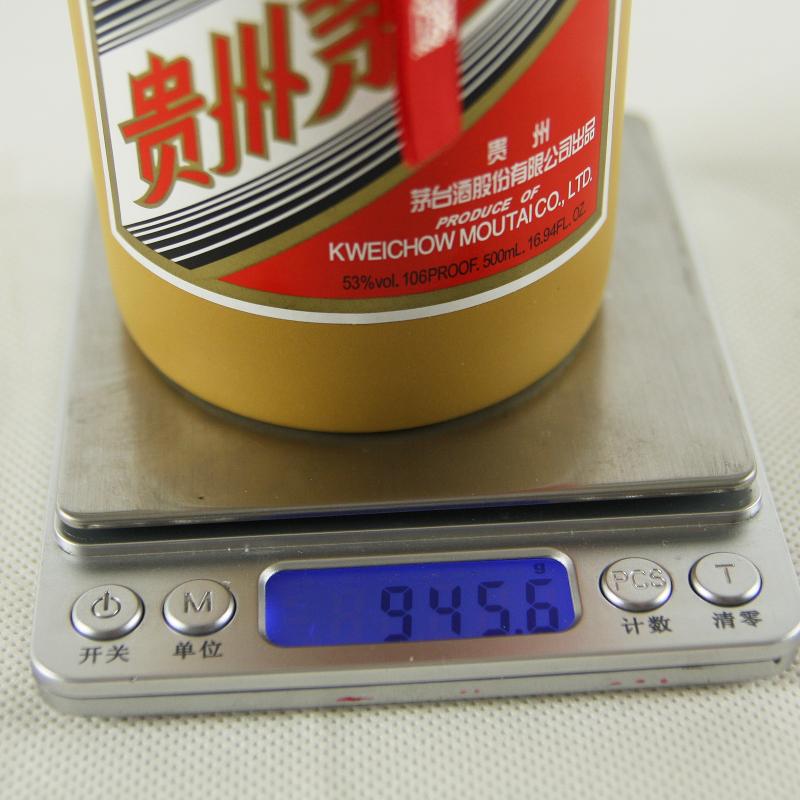 贵州茅
贵州
茅台酒股份有限公司出品
PRODUCE OF
KWEICHOW MOUTAI CO., LTD.
53%vol. 106PROOF. 500mL. 16.94FL. OZ.
g
945.6
M
PCS
T
开关
单位
计数
清零